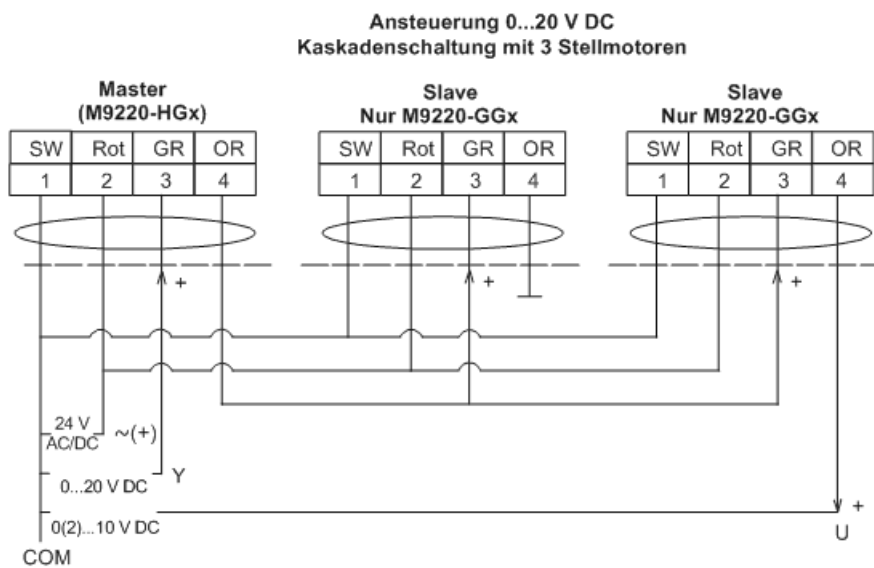 Ansteuerung 0...20 V DC
Kaskadenschaltung mit 3 Stellmotoren
Master
(M9220-HGx)
Slave
Nur M9220-GGx
Slave
Nur M9220-GGx
SW Rot GR OR
1 2 3 4
SW Rot GR OR
1 2 3 4
SW Rot GR OR
1 2 3 4
+ + +
24 V
AC/DC
~(+)
0...20 V DC
Y
0(2)...10 V DC
+
U
COM